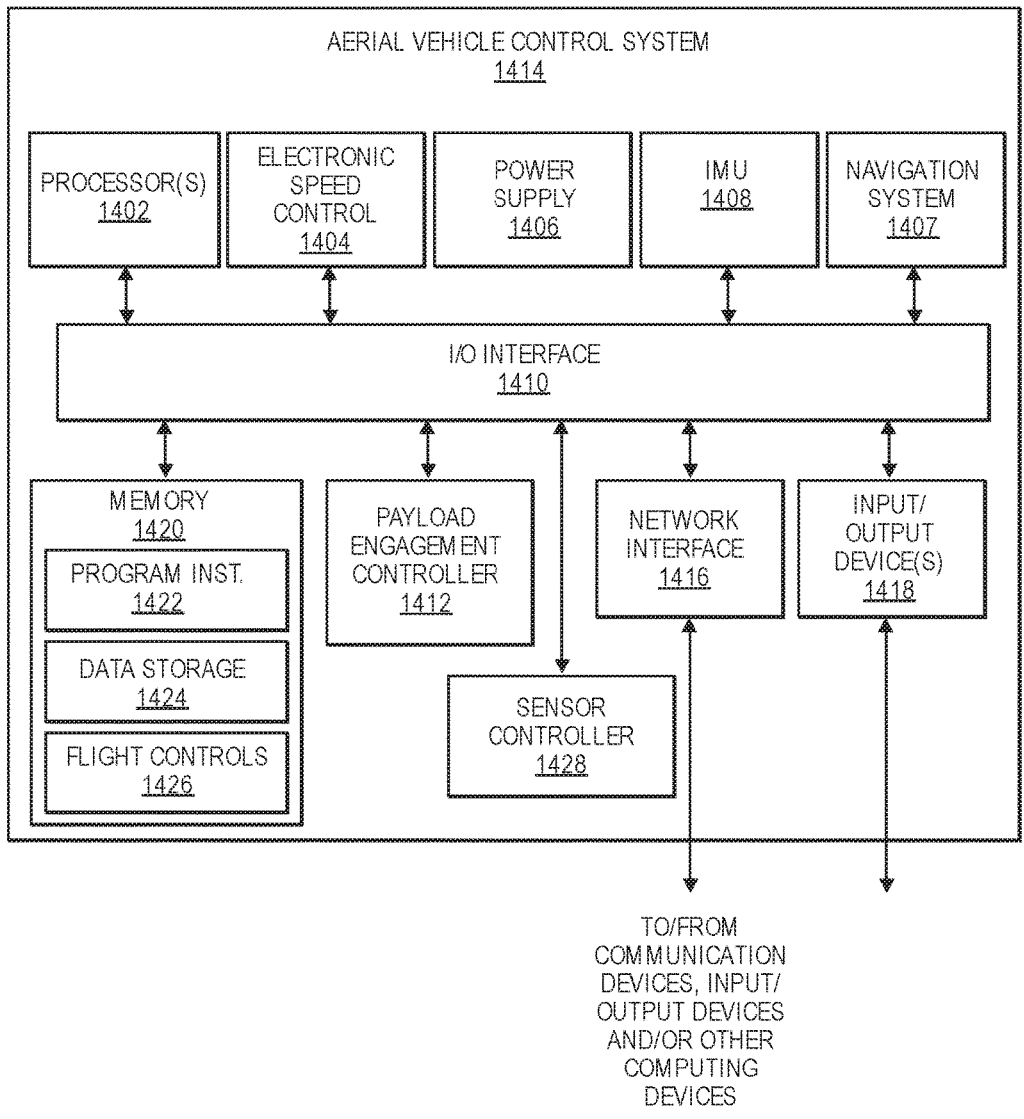 AERIAL VEHICLE CONTROL SYSTEM
1414
PROCESSOR(S)
1402
ELECTRONIC
SPEED
CONTROL
1404
POWER
SUPPLY
1406
IMU
1408
NAVIGATION
SYSTEM
1407
I/O INTERFACE
1410
MEMORY
1420
PROGRAM INST.
1422
DATA STORAGE
1424
FLIGHT CONTROLS
1426
PAYLOAD
ENGAGEMENT
CONTROLLER
1412
SENSOR
CONTROLLER
1428
NETWORK
INTERFACE
1416
INPUT/
OUTPUT
DEVICE(S)
1418
TO/FROM
COMMUNICATION
DEVICES, INPUT/
OUTPUT DEVICES
AND/OR OTHER
COMPUTING
DEVICES